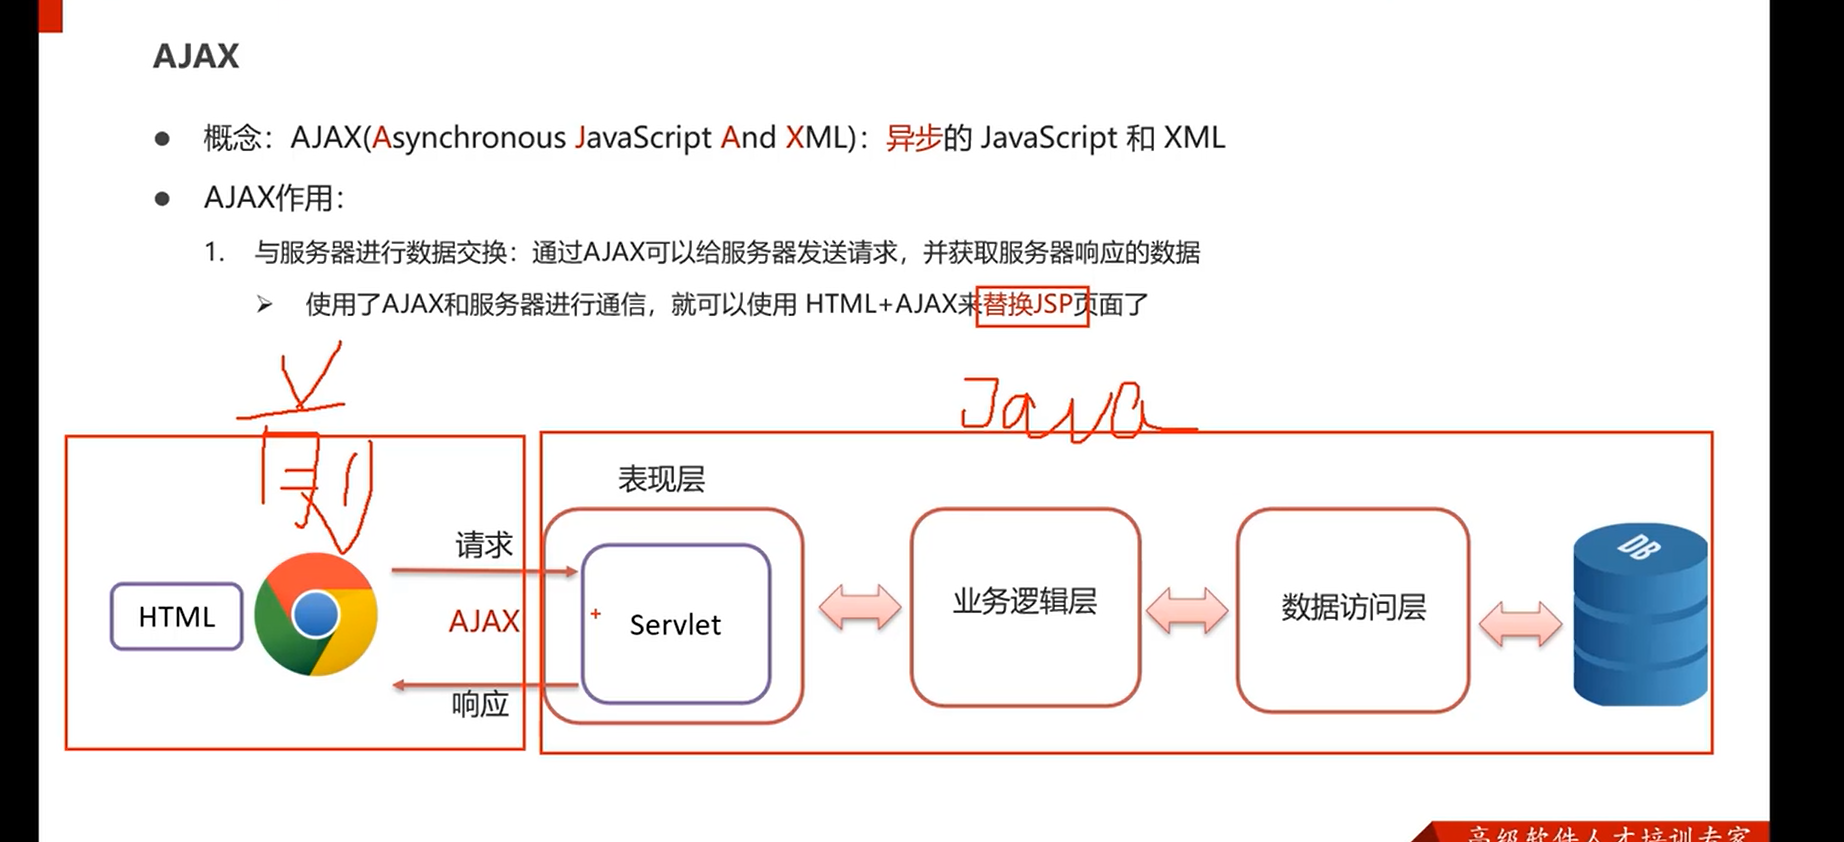 AJAX
● 概念：AJAX(Asynchronous JavaScript And XML)：异步的 JavaScript 和 XML
● AJAX作用：
1. 与服务器进行数据交换：通过AJAX可以给服务器发送请求，并获取服务器响应的数据
➢ 使用了AJAX和服务器进行通信，就可以使用 HTML+AJAX来替换JSP页面了
前
Java
表现层
请求
HTML
AJAX
Servlet
业务逻辑层
数据访问层
DB
响应
高级软件人才培训专家